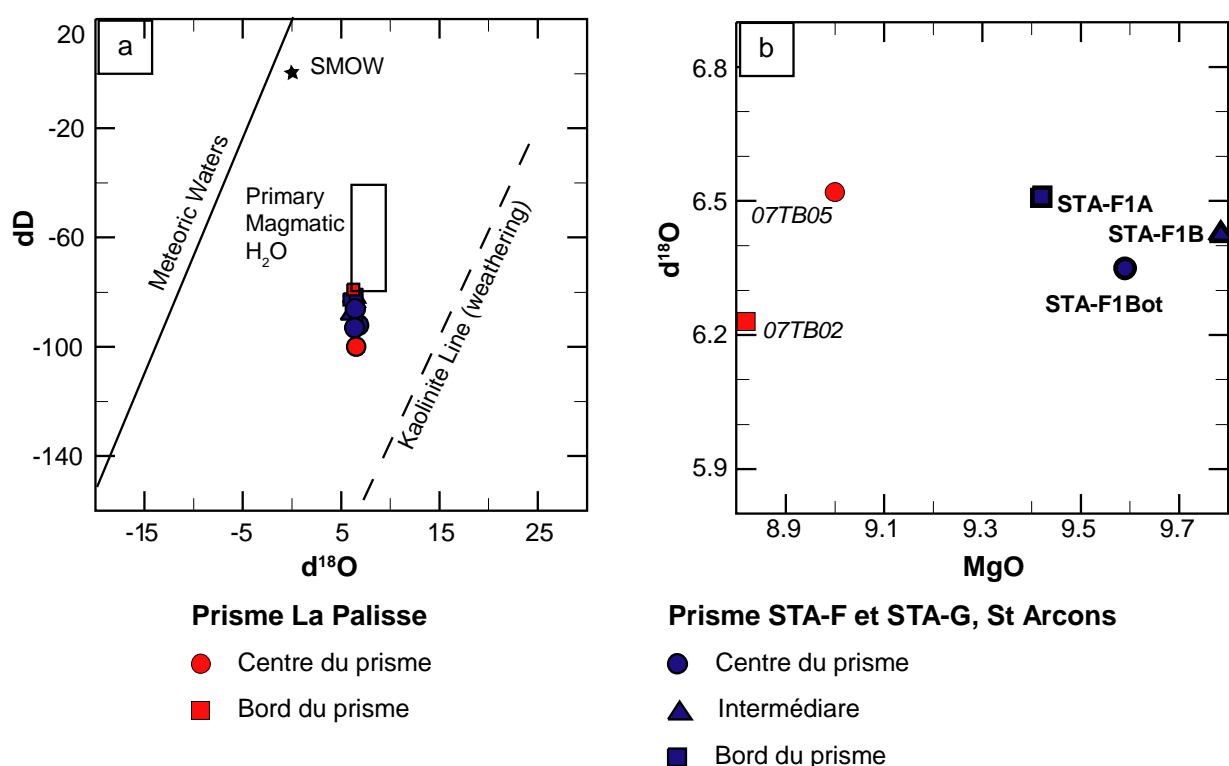 a
20
-20
-60
-100
-140
dD
SMOW
Meteoric Waters
Primary
Magmatic
H₂O
Kaolinite Line (weathering)
-15
-5
5
15
25
d¹⁸O
b
6.8
6.5
6.2
5.9
d¹⁸O
07TB05
07TB02
STA-F1A
STA-F1B
STA-F1Bot
8.9
9.1
9.3
9.5
9.7
MgO
Prisme La Palisse
Centre du prisme
Bord du prisme
Prisme STA-F et STA-G, St Arcons
Centre du prisme
Intermédiare
Bord du prisme